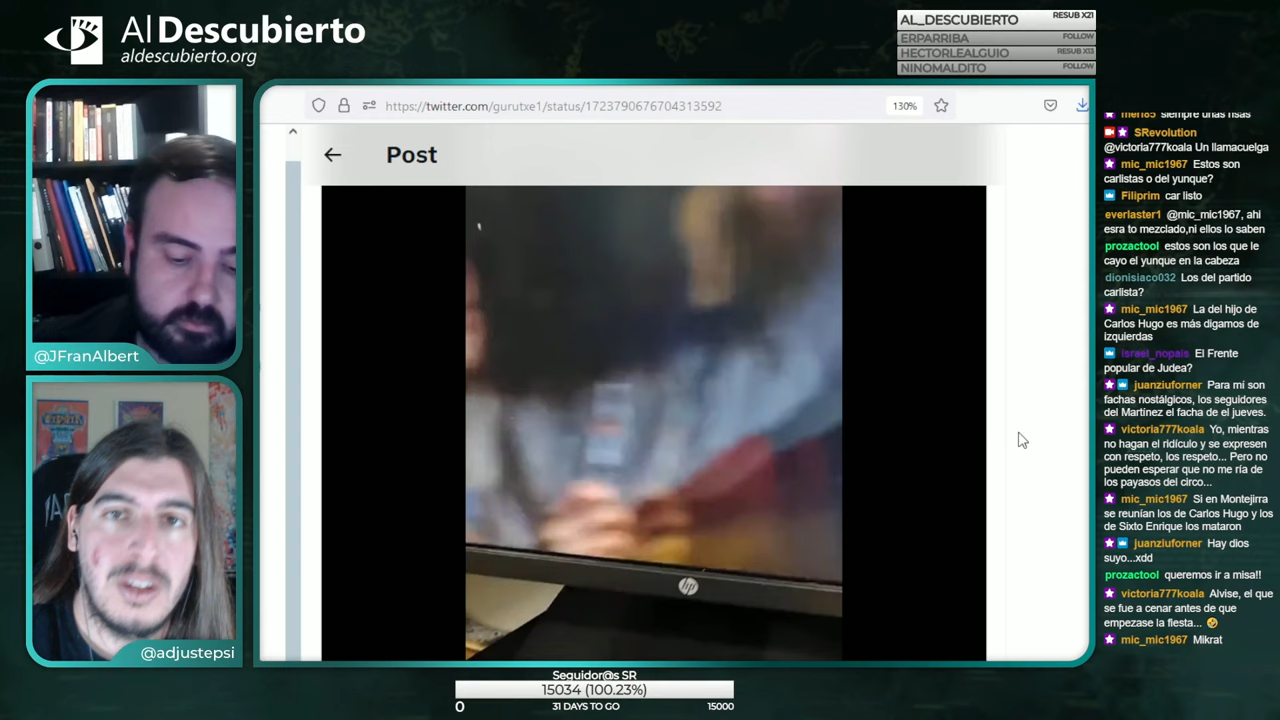 Al Descubierto
aldescubierto.org
AL_DESCUBIERTO RESUB X21
ERPARRIBA FOLLOW
HECTORLEALGUIO RESUB X13
NINOMALDITO FOLLOW
@JFranAlbert
@adjustepsi
https://twitter.com/gurutxe1/status/1723790676704313592
130%
Post
hp
meri85 siempre unas risas
SRevolution
@victoria777koala Un llamacuelga
mic_mic1967 Estos son
carlistas o del yunque?
Filiprim car listo
everlaster1 @mic_mic1967, ahi
esra to mezclado,ni ellos lo saben
prozactool estos son los que le
cayo el yunque en la cabeza
dionisiaco032 Los del partido
carlista?
mic_mic1967 La del hijo de
Carlos Hugo es más digamos de
izquierdas
israel_nopais El Frente
popular de Judea?
juanziuforner Para mí son
fachas nostálgicos, los seguidores
del Martínez el facha de el jueves.
victoria777koala Yo, mientras
no hagan el ridículo y se expresen
con respeto, los respeto... Pero no
pueden esperar que no me ría de
los payasos del circo...
mic_mic1967 Si en Montejirra
se reunían los de Carlos Hugo y los
de Sixto Enrique los mataron
juanziuforner Hay dios
suyo...xdd
prozactool queremos ir a misa!!
victoria777koala Alvise, el que
se fue a cenar antes de que
empezase la fiesta...
mic_mic1967 Mikrat
Seguidor@s SR
15034 (100.23%)
0 31 DAYS TO GO 15000